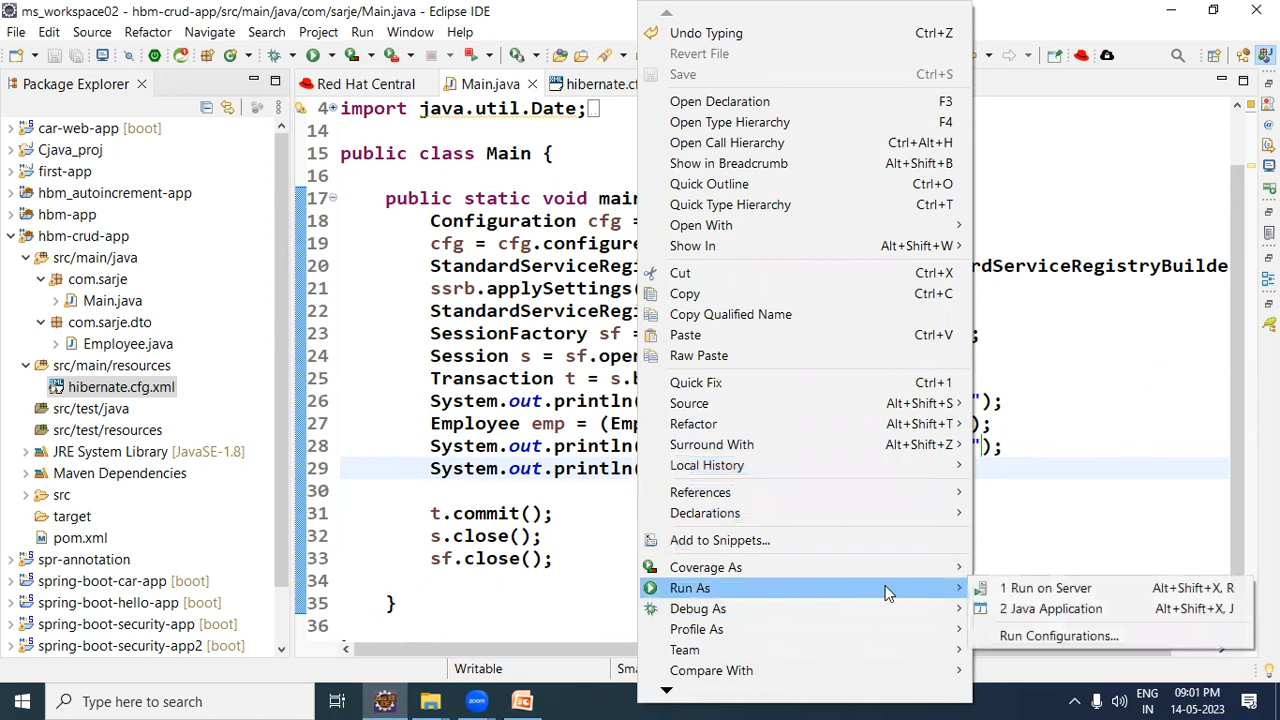 ms_workspace02 - hbm-crud-app/src/main/java/com/sarje/Main.java - Eclipse IDE
File Edit Source Refactor Navigate Search Project Run Window Help
Package Explorer
car-web-app [boot]
Cjava_proj
first-app
hbm_autoincrement-app
hbm-app
hbm-crud-app
src/main/java
com.sarje
Main.java
com.sarje.dto
Employee.java
src/main/resources
hibernate.cfg.xml
src/test/java
src/test/resources
JRE System Library [JavaSE-1.8]
Maven Dependencies
src
target
pom.xml
spr-annotation
spring-boot-car-app [boot]
spring-boot-hello-app [boot]
spring-boot-security-app [boot]
spring-boot-security-app2 [boot]
Red Hat Central Main.java hibernate.cf
4 import java.util.Date;
14
15 public class Main {
16
17 public static void main
18 Configuration cfg =
19 cfg = cfg.configure
20 StandardServiceRegi rdServiceRegistryBuilde
21 ssrb.applySettings(
22 StandardServiceRegi
23 SessionFactory sf = ;
24 Session s = sf.open
25 Transaction t = s.b
26 System.out.println( ");
27 Employee emp = (Emp );
28 System.out.println( ");
29 System.out.println(
30
31 t.commit();
32 s.close();
33 sf.close();
34
35 }
36
Undo Typing Ctrl+Z
Revert File
Save Ctrl+S
Open Declaration F3
Open Type Hierarchy F4
Open Call Hierarchy Ctrl+Alt+H
Show in Breadcrumb Alt+Shift+B
Quick Outline Ctrl+O
Quick Type Hierarchy Ctrl+T
Open With
Show In Alt+Shift+W
Cut Ctrl+X
Copy Ctrl+C
Copy Qualified Name
Paste Ctrl+V
Raw Paste
Quick Fix Ctrl+1
Source Alt+Shift+S
Refactor Alt+Shift+T
Surround With Alt+Shift+Z
Local History
References
Declarations
Add to Snippets...
Coverage As
Run As
Debug As
Profile As
Team
Compare With
1 Run on Server Alt+Shift+X, R
2 Java Application Alt+Shift+X, J
Run Configurations...
Writable
Type here to search
zoom
ENG
IN
09:01 PM
14-05-2023